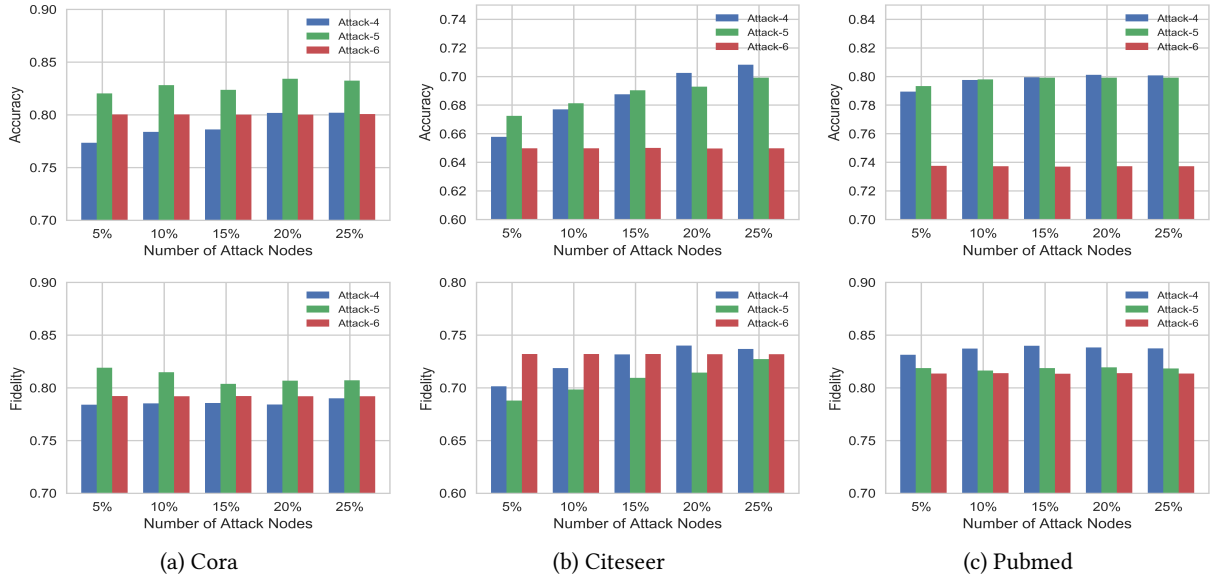 0.90
0.85
0.80
0.75
0.70
Accuracy
Attack-4
Attack-5
Attack-6
5% 10% 15% 20% 25%
Number of Attack Nodes
0.74
0.72
0.70
0.68
0.66
0.64
0.62
0.60
Accuracy
Attack-4
Attack-5
Attack-6
5% 10% 15% 20% 25%
Number of Attack Nodes
0.84
0.82
0.80
0.78
0.76
0.74
0.72
0.70
Accuracy
Attack-4
Attack-5
Attack-6
5% 10% 15% 20% 25%
Number of Attack Nodes
0.90
0.85
0.80
0.75
0.70
Fidelity
Attack-4
Attack-5
Attack-6
5% 10% 15% 20% 25%
Number of Attack Nodes
0.80
0.75
0.70
0.65
0.60
Fidelity
Attack-4
Attack-5
Attack-6
5% 10% 15% 20% 25%
Number of Attack Nodes
0.90
0.85
0.80
0.75
0.70
Fidelity
Attack-4
Attack-5
Attack-6
5% 10% 15% 20% 25%
Number of Attack Nodes
(a) Cora
(b) Citeseer
(c) Pubmed